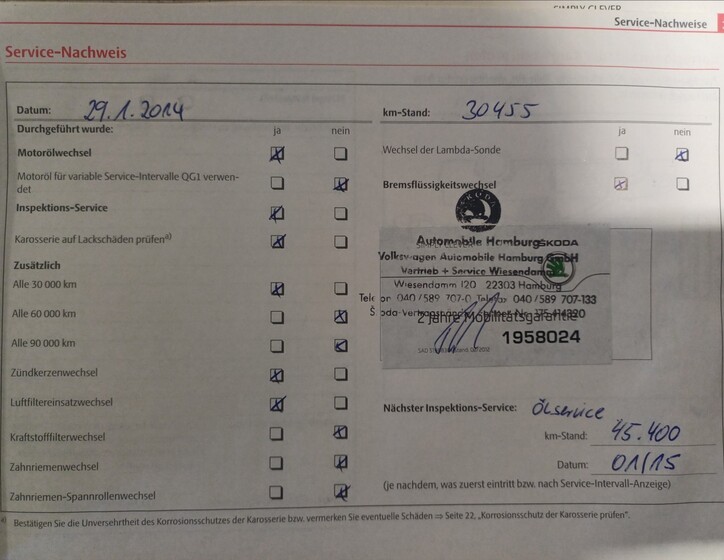 SIMPLY CLEVER
Service-Nachweise
Service-Nachweis
Datum: 29.1.2014
km-Stand: 30455
Durchgeführt wurde: ja nein
ja nein
Motorölwechsel
Wechsel der Lambda-Sonde
Motoröl für variable Service-Intervalle QG1 verwen-
det
Bremsflüssigkeitswechsel
Inspektions-Service
Karosserie auf Lackschäden prüfen a)
Zusätzlich
Alle 30 000 km
Alle 60 000 km
Alle 90 000 km
Zündkerzenwechsel
Luftfiltereinsatzwechsel
Kraftstofffilterwechsel
Zahnriemenwechsel
Zahnriemen-Spannrollenwechsel
SKODA
Automobile Hamburg SKODA
Volkswagen Automobile Hamburg GmbH
Vertrieb + Service Wiesendamm
Wiesendamm 120 22303 Hamburg
Telefon 040/589 707-0 Telefax 040/589 707-133
2 Jahre Mobilitätsgarantie
1958024
Nächster Inspektions-Service: Ölservice
km-Stand: 45.400
Datum: 01/15
(je nachdem, was zuerst eintritt bzw. nach Service-Intervall-Anzeige)
a) Bestätigen Sie die Unversehrtheit des Korrosionsschutzes der Karosserie bzw. vermerken Sie eventuelle Schäden ⇒ Seite 22, „Korrosionsschutz der Karosserie prüfen".